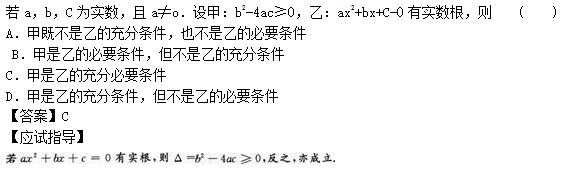 若 a，b，C 为实数，且 a≠o．设甲：b²-4ac≥0，乙：ax²+bx+C-0 有实数根，则 （ ）
A．甲既不是乙的充分条件，也不是乙的必要条件
B．甲是乙的必要条件，但不是乙的充分条件
C．甲是乙的充分必要条件
D．甲是乙的充分条件，但不是乙的必要条件
【答案】C
【应试指导】
若 ax²+bx+c=0 有实根，则 Δ=b²-4ac≥0，反之，亦成立．